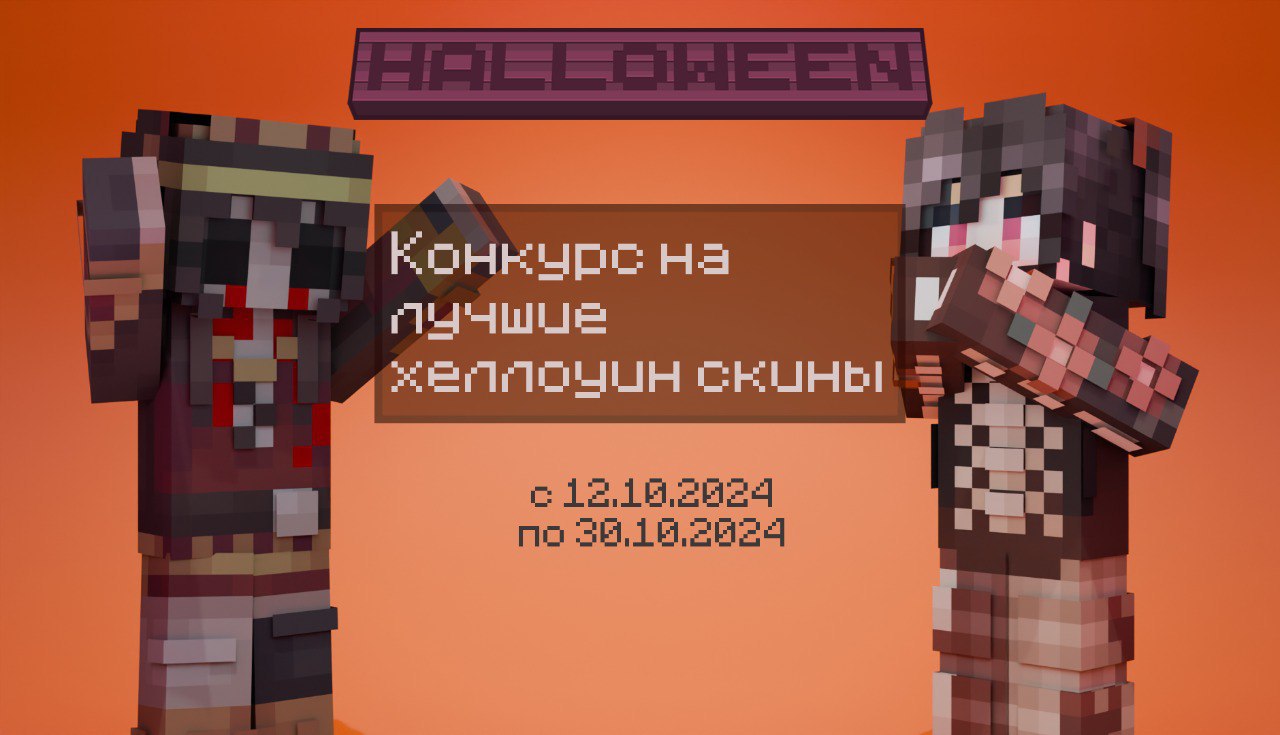 HALLOWEEN
Конкурс на
лучшие
хеллоуин скины
с 12.10.2024
по 30.10.2024